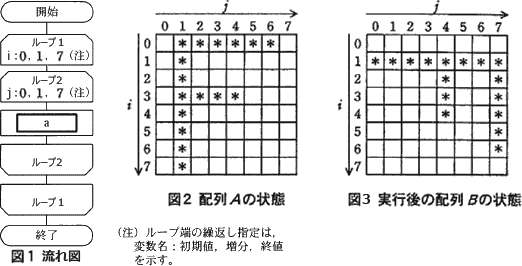 開始
ループ1
i:0, 1, 7 (注)
ループ2
j:0, 1, 7 (注)
a
ループ2
ループ1
終了
図1 流れ図
j
0 1 2 3 4 5 6 7
0 * * * * * *
1 *
2 *
i 3 * * * *
4 *
5 *
6 *
7 *
図2 配列Aの状態
j
0 1 2 3 4 5 6 7
0
1 * * * * * * * *
2 * *
i 3 * *
4 * *
5 *
6 *
7
図3 実行後の配列Bの状態
(注) ループ端の繰返し指定は,
変数名:初期値, 増分, 終値
を示す。